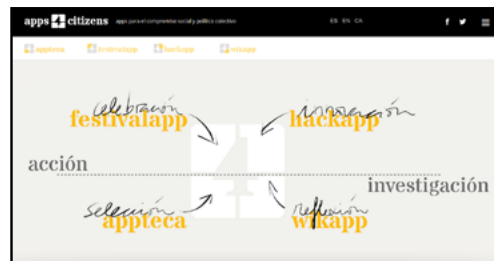 apps 4 citizens apps para el compromiso social y político colectivo ES EN CA
appteca festivalapp hackapp wikapp
celebración innovación
festivalapp hackapp
4
acción
investigación
selección reflexión
appteca wikapp